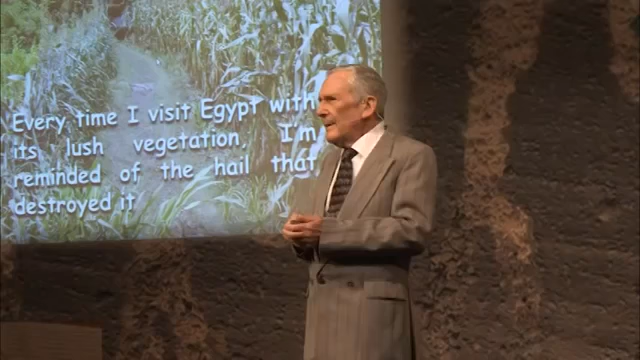 Every time I visit Egypt with
its lush vegetation, I'm
reminded of the hail that
destroyed it